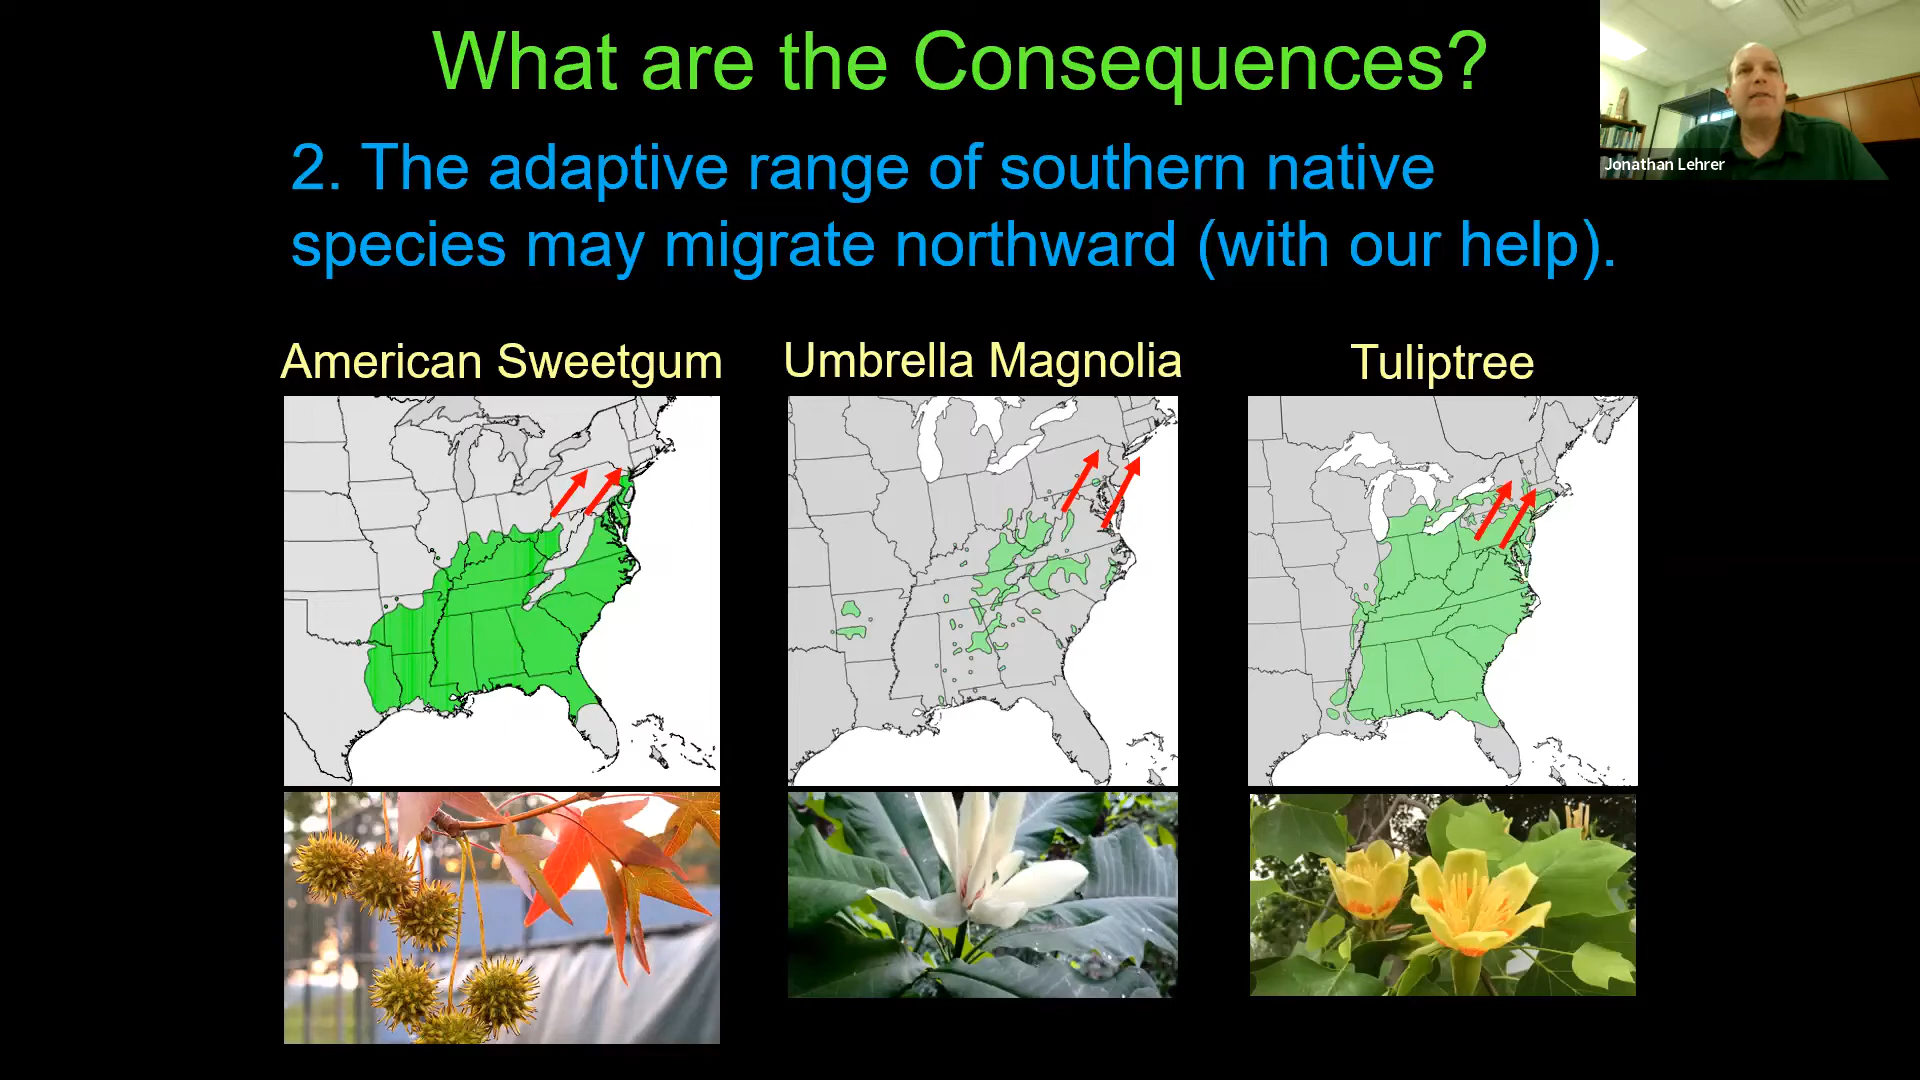 What are the Consequences?
Jonathan Lehrer
2. The adaptive range of southern native
species may migrate northward (with our help).
American Sweetgum
Umbrella Magnolia
Tuliptree